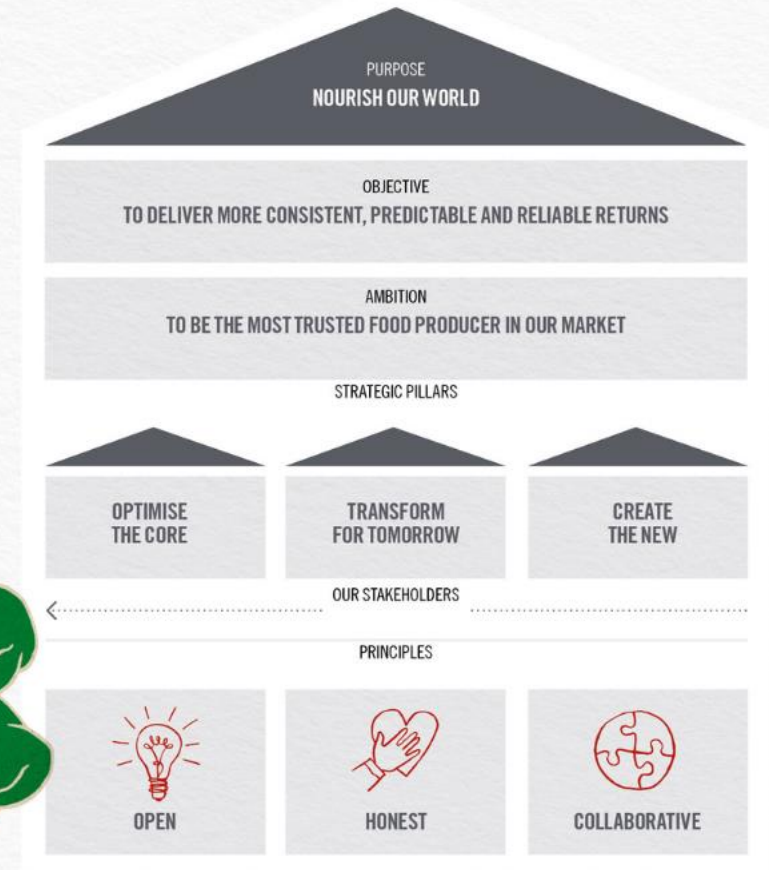 PURPOSE
NOURISH OUR WORLD
OBJECTIVE
TO DELIVER MORE CONSISTENT, PREDICTABLE AND RELIABLE RETURNS
AMBITION
TO BE THE MOST TRUSTED FOOD PRODUCER IN OUR MARKET
STRATEGIC PILLARS
OPTIMISE
THE CORE
TRANSFORM
FOR TOMORROW
CREATE
THE NEW
OUR STAKEHOLDERS
PRINCIPLES
OPEN
HONEST
COLLABORATIVE